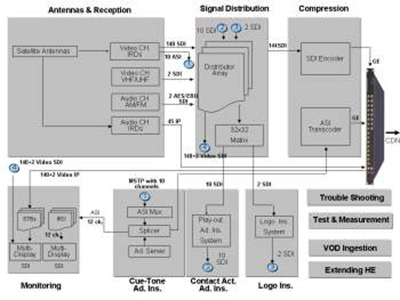 Antennas & Reception
Signal Distribution
Compression
Satellite Antennas
Video CH.
IRDs
Video CH.
VHF/UHF
Audio CH
AM/FM
Audio CH
IRDs
140 SDI
10 ASI
2 SDI
2 AES/EBU
SDI
45 IP
10 SDI
2 SDI
Distributor
Array
32x32
Matrix
140+2 Video SDI
144SDI
SDI Encoder
ASI
Transcoder
GE
GE
CDN
140+2 Video SDI
140+2 Video IP
STBs
IRD
12 ch.
Multi-
Display
Multi-
Display
SDI
SDI
Monitoring
ASI
12 ch.
MSTP with 10
channels
ASI Mpx.
Splicer
Ad. Server
Cue-Tone
Ad. Ins.
10 SDI
Play-out
Ad. Ins.
System
10
SDI
Contact Act.
Ad. Ins.
2 SDI
Logo Ins.
System
2 SDI
Logo Ins.
Trouble Shooting
Test & Measurement
VOD Ingestion
Extending HE